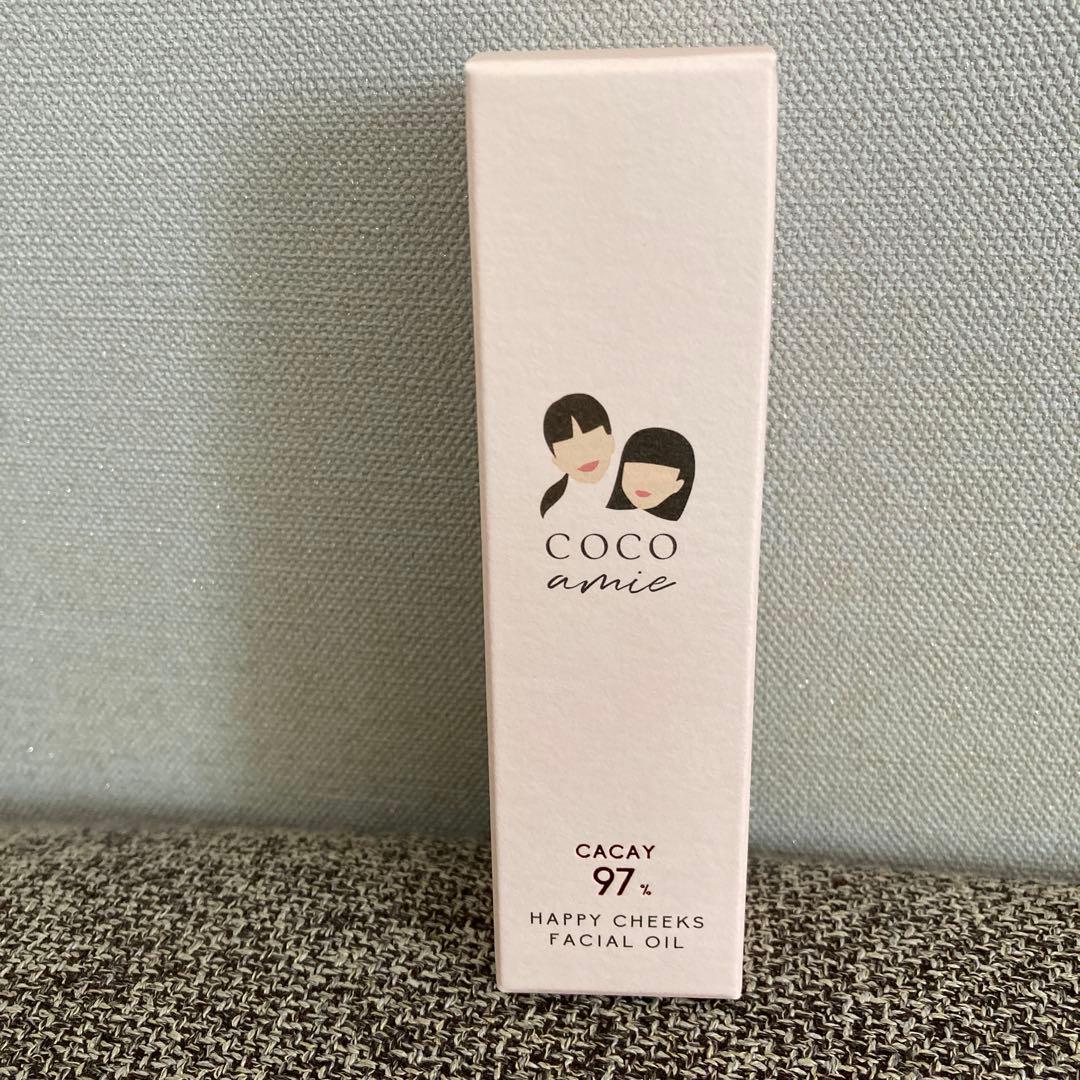 COCO
amie
CACAY
97%
HAPPY CHEEKS
FACIAL OIL